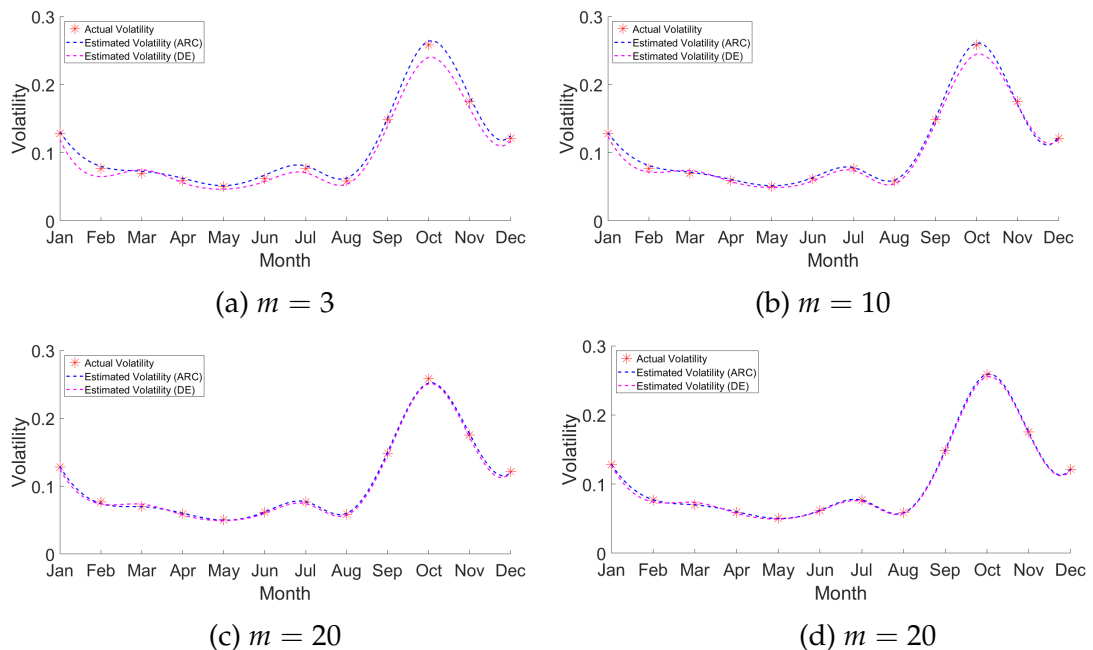 0.3
0.2
0.1
0
Volatility
Actual Volatility
Estimated Volatility (ARC)
Estimated Volatility (DE)
Jan Feb Mar Apr May Jun Jul Aug Sep Oct Nov Dec
Month
(a) m = 3
0.3
0.2
0.1
0
Volatility
Actual Volatility
Estimated Volatility (ARC)
Estimated Volatility (DE)
Jan Feb Mar Apr May Jun Jul Aug Sep Oct Nov Dec
Month
(b) m = 10
0.3
0.2
0.1
0
Volatility
Actual Volatility
Estimated Volatility (ARC)
Estimated Volatility (DE)
Jan Feb Mar Apr May Jun Jul Aug Sep Oct Nov Dec
Month
(c) m = 20
0.3
0.2
0.1
0
Volatility
Actual Volatility
Estimated Volatility (ARC)
Estimated Volatility (DE)
Jan Feb Mar Apr May Jun Jul Aug Sep Oct Nov Dec
Month
(d) m = 20